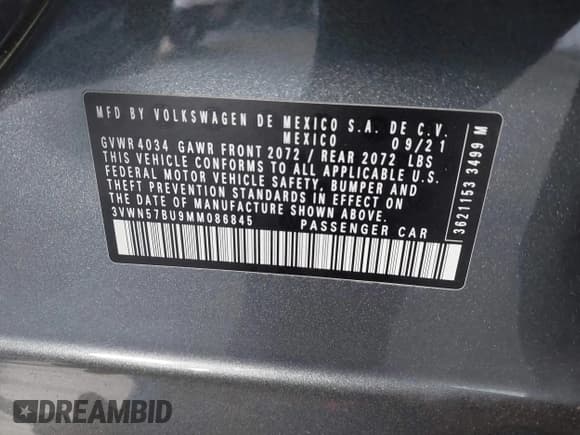 MFD BY VOLKSWAGEN DE MEXICO S.A. DE C.V.
MEXICO 09/21
GVWR 4034 GAWR FRONT 2072 / REAR 2072 LBS
THIS VEHICLE CONFORMS TO ALL APPLICABLE U.S.
FEDERAL MOTOR VEHICLE SAFETY, BUMPER AND
THEFT PREVENTION STANDARDS IN EFFECT ON
THE DATE OF MANUFACTURE SHOWN ABOVE.
3VWN57BU9MM086845 PASSENGER CAR
3621153 3499 M
DREAMBID